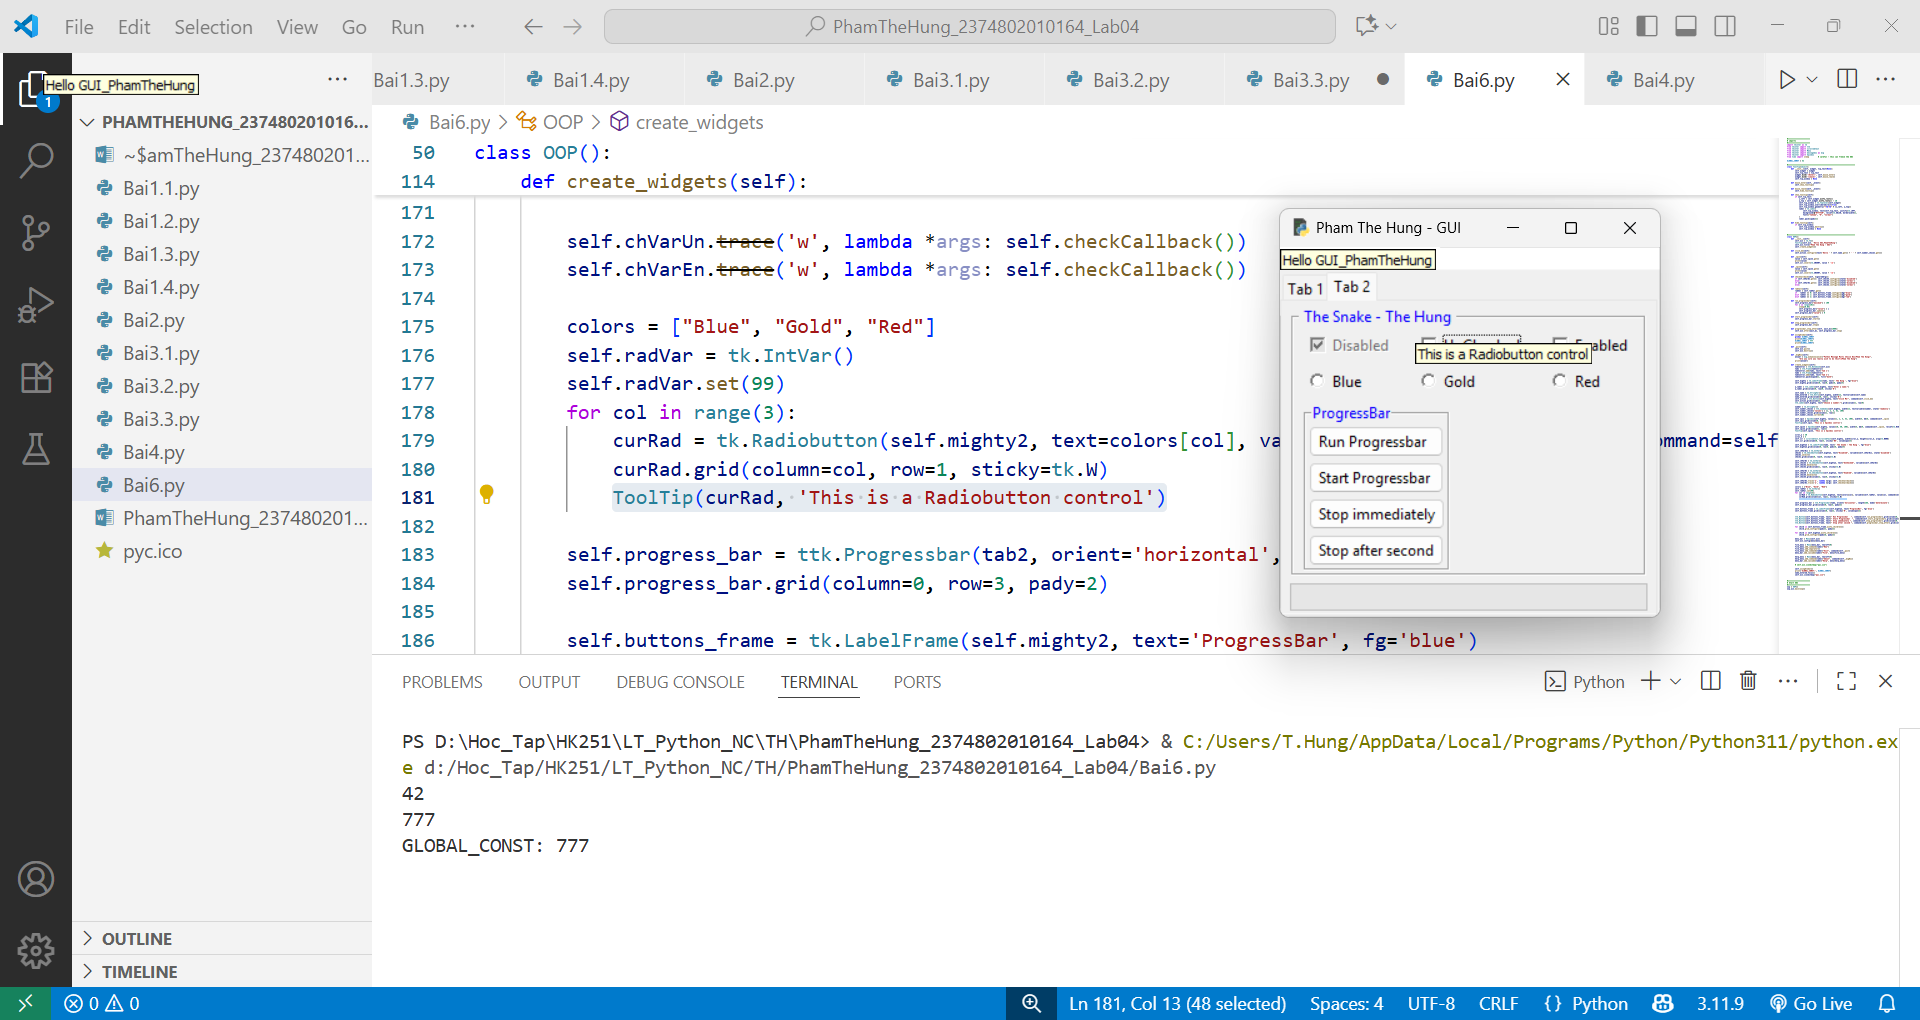 File Edit Selection View Go Run ···
PhamTheHung_2374802010164_Lab04
Hello GUI_PhamTheHung
1
Bai1.3.py Bai1.4.py Bai2.py Bai3.1.py Bai3.2.py Bai3.3.py Bai6.py Bai4.py
PHAMTHEHUNG_237480201016...
~$amTheHung_237480201...
Bai1.1.py
Bai1.2.py
Bai1.3.py
Bai1.4.py
Bai2.py
Bai3.1.py
Bai3.2.py
Bai3.3.py
Bai4.py
Bai6.py
PhamTheHung_237480201...
pyc.ico
OUTLINE
TIMELINE
Bai6.py > OOP > create_widgets
50 class OOP():
114 def create_widgets(self):
171
172 self.chVarUn.trace('w', lambda *args: self.checkCallback())
173 self.chVarEn.trace('w', lambda *args: self.checkCallback())
174
175 colors = ["Blue", "Gold", "Red"]
176 self.radVar = tk.IntVar()
177 self.radVar.set(99)
178 for col in range(3):
179 curRad = tk.Radiobutton(self.mighty2, text=colors[col], va ommand=self
180 curRad.grid(column=col, row=1, sticky=tk.W)
181 ToolTip(curRad, 'This is a Radiobutton control')
182
183 self.progress_bar = ttk.Progressbar(tab2, orient='horizontal',
184 self.progress_bar.grid(column=0, row=3, pady=2)
185
186 self.buttons_frame = tk.LabelFrame(self.mighty2, text='ProgressBar', fg='blue')
Pham The Hung - GUI
Hello GUI_PhamTheHung
Tab 1 Tab 2
The Snake - The Hung
Disabled
This is a Radiobutton control
Blue Gold Red
ProgressBar
Run Progressbar
Start Progressbar
Stop immediately
Stop after second
PROBLEMS OUTPUT DEBUG CONSOLE TERMINAL PORTS
Python
PS D:\Hoc_Tap\HK251\LT_Python_NC\TH\PhamTheHung_2374802010164_Lab04> & C:/Users/T.Hung/AppData/Local/Programs/Python/Python311/python.ex
e d:/Hoc_Tap/HK251/LT_Python_NC/TH/PhamTheHung_2374802010164_Lab04/Bai6.py
42
777
GLOBAL_CONST: 777
0 0 Ln 181, Col 13 (48 selected) Spaces: 4 UTF-8 CRLF {} Python 3.11.9 Go Live